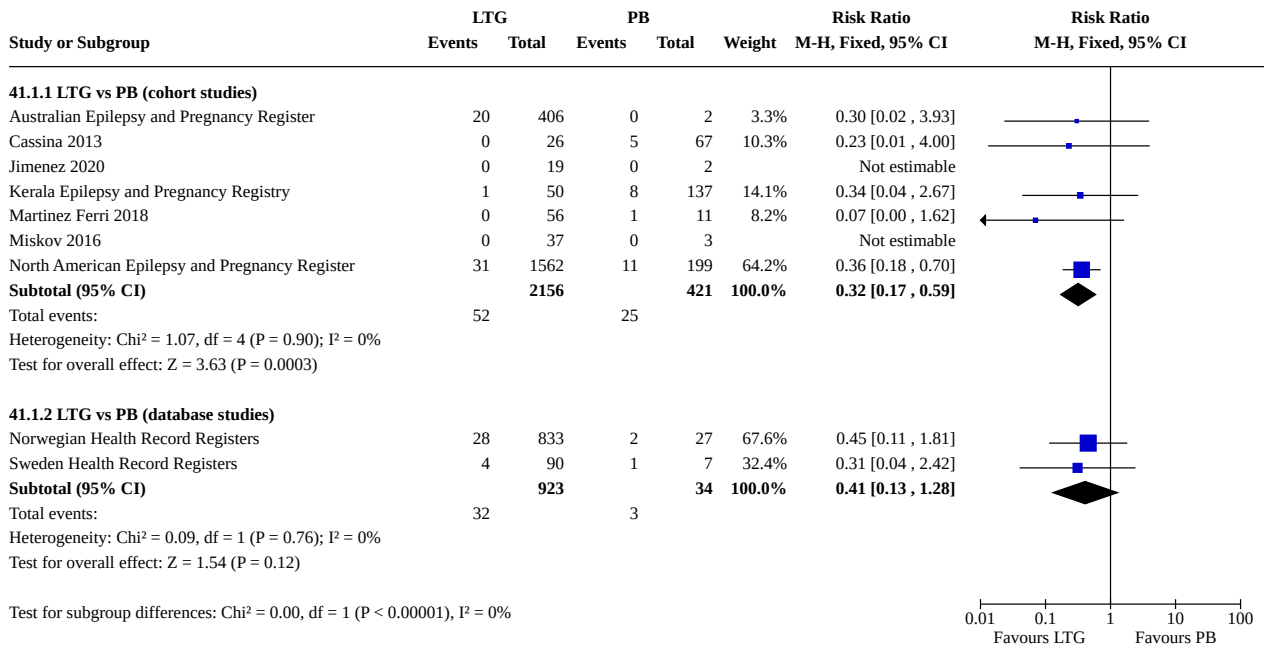 LTG PB Risk Ratio Risk Ratio
Study or Subgroup Events Total Events Total Weight M-H, Fixed, 95% CI M-H, Fixed, 95% CI
41.1.1 LTG vs PB (cohort studies)
Australian Epilepsy and Pregnancy Register 20 406 0 2 3.3% 0.30 [0.02 , 3.93]
Cassina 2013 0 26 5 67 10.3% 0.23 [0.01 , 4.00]
Jimenez 2020 0 19 0 2 Not estimable
Kerala Epilepsy and Pregnancy Registry 1 50 8 137 14.1% 0.34 [0.04 , 2.67]
Martinez Ferri 2018 0 56 1 11 8.2% 0.07 [0.00 , 1.62]
Miskov 2016 0 37 0 3 Not estimable
North American Epilepsy and Pregnancy Register 31 1562 11 199 64.2% 0.36 [0.18 , 0.70]
Subtotal (95% CI) 2156 421 100.0% 0.32 [0.17 , 0.59]
Total events: 52 25
Heterogeneity: Chi² = 1.07, df = 4 (P = 0.90); I² = 0%
Test for overall effect: Z = 3.63 (P = 0.0003)
41.1.2 LTG vs PB (database studies)
Norwegian Health Record Registers 28 833 2 27 67.6% 0.45 [0.11 , 1.81]
Sweden Health Record Registers 4 90 1 7 32.4% 0.31 [0.04 , 2.42]
Subtotal (95% CI) 923 34 100.0% 0.41 [0.13 , 1.28]
Total events: 32 3
Heterogeneity: Chi² = 0.09, df = 1 (P = 0.76); I² = 0%
Test for overall effect: Z = 1.54 (P = 0.12)
Test for subgroup differences: Chi² = 0.00, df = 1 (P < 0.00001), I² = 0%
0.01 0.1 1 10 100
Favours LTG Favours PB